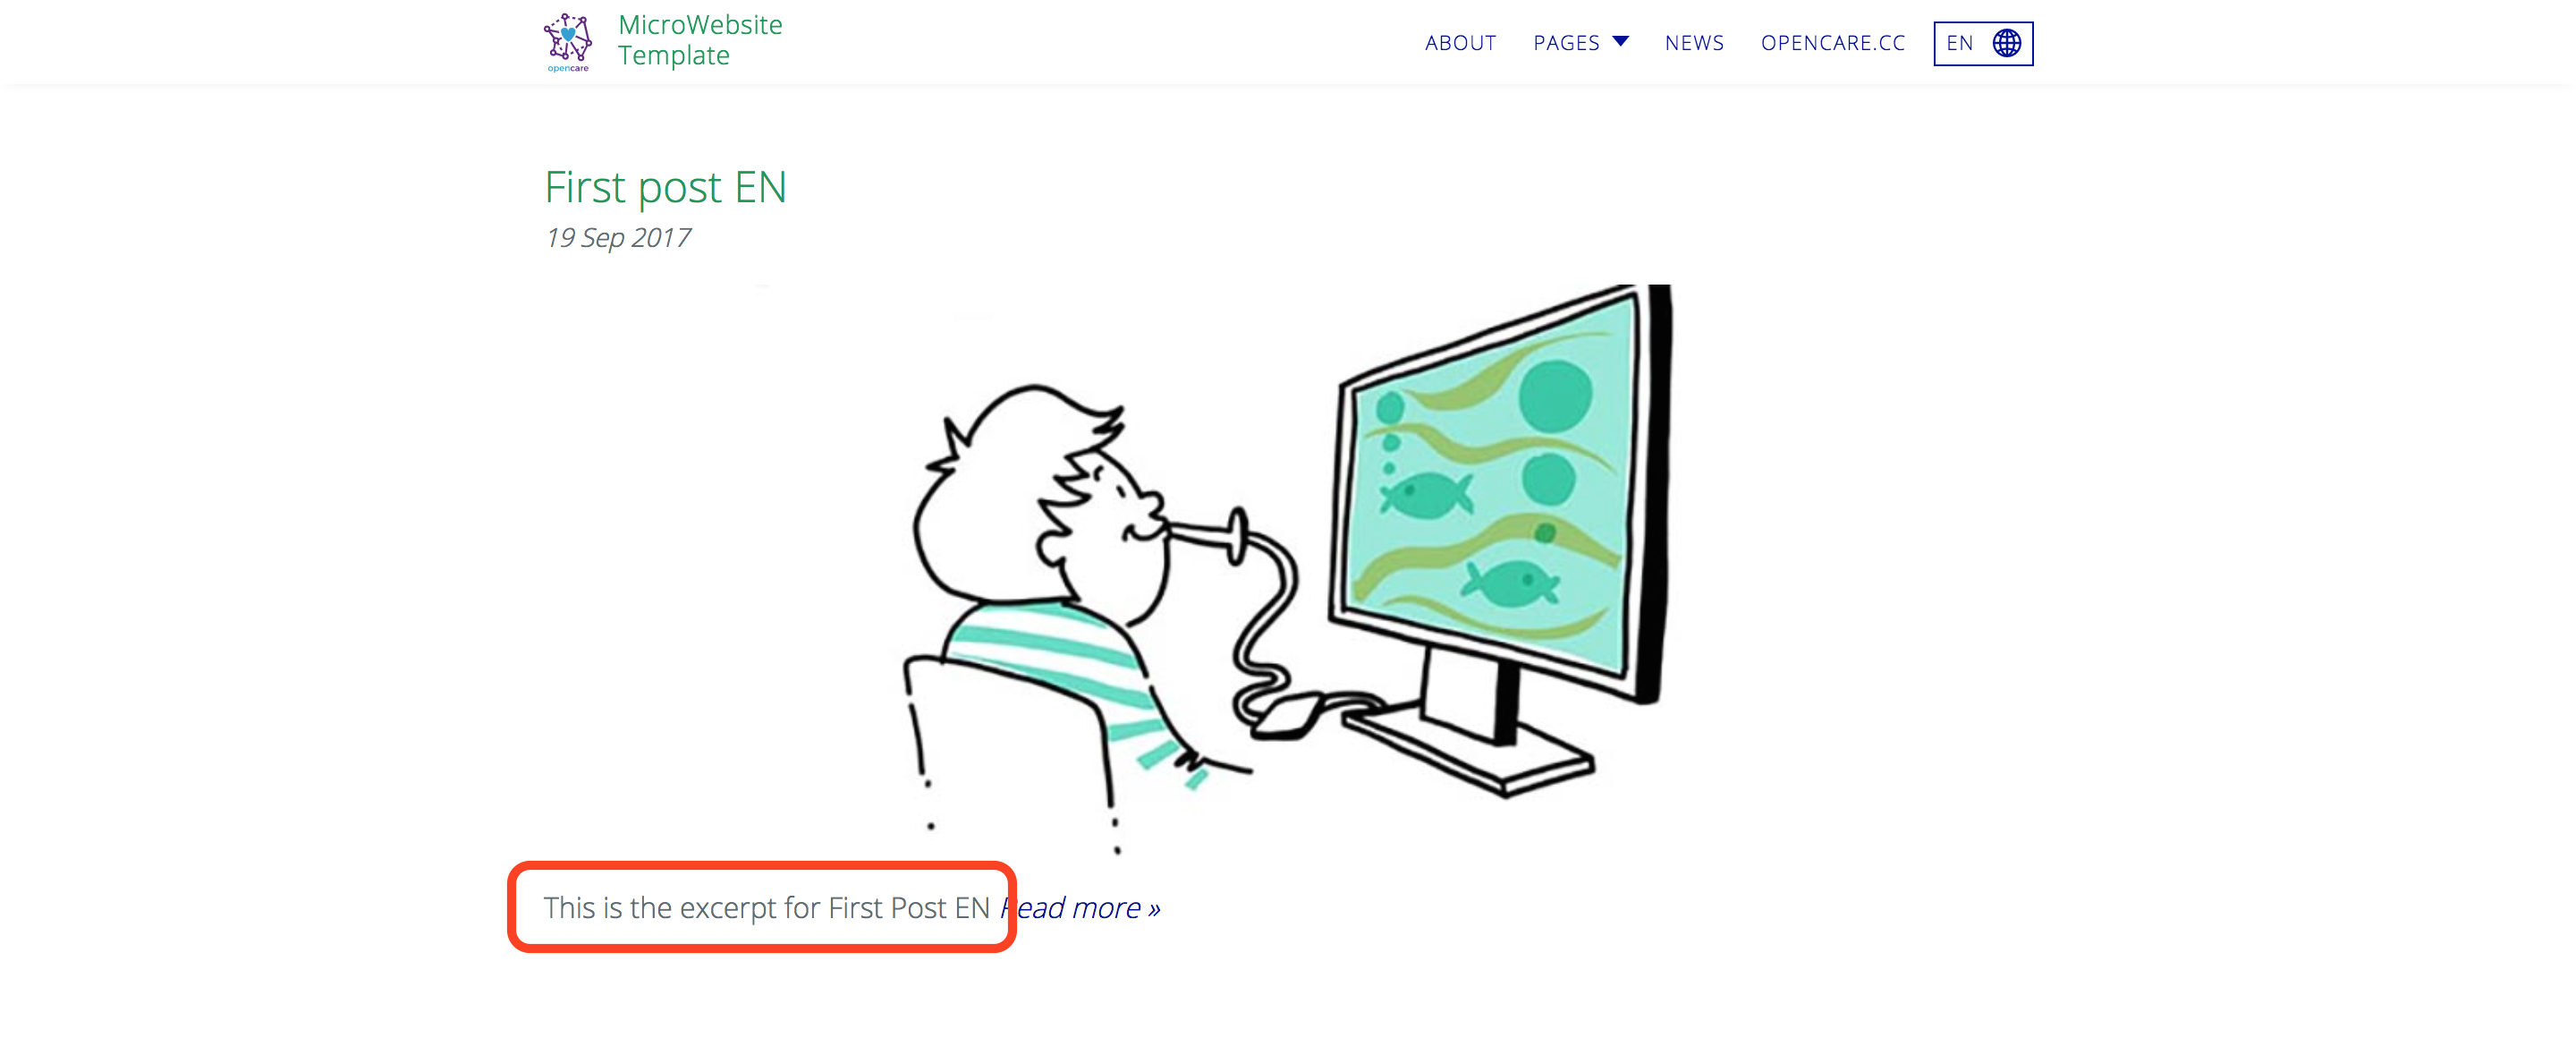 MicroWebsite
Template
opencare
ABOUT PAGES NEWS OPENCARE.CC EN
First post EN
19 Sep 2017
This is the excerpt for First Post EN Read more »